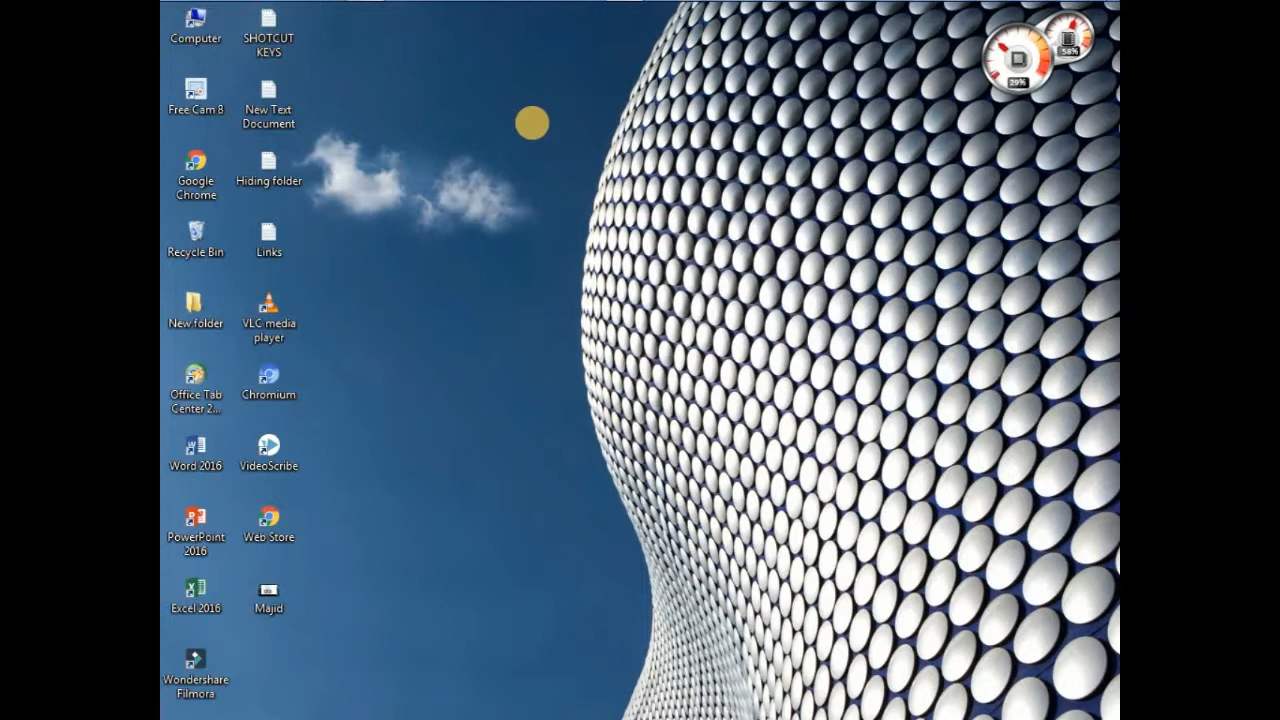 Computer
Free Cam 8
Google
Chrome
Recycle Bin
New folder
Office Tab
Center 2...
Word 2016
PowerPoint
2016
Excel 2016
Wondershare
Filmora
SHOTCUT
KEYS
New Text
Document
Hiding folder
Links
VLC media
player
Chromium
VideoScribe
Web Store
Majid
29%
58%